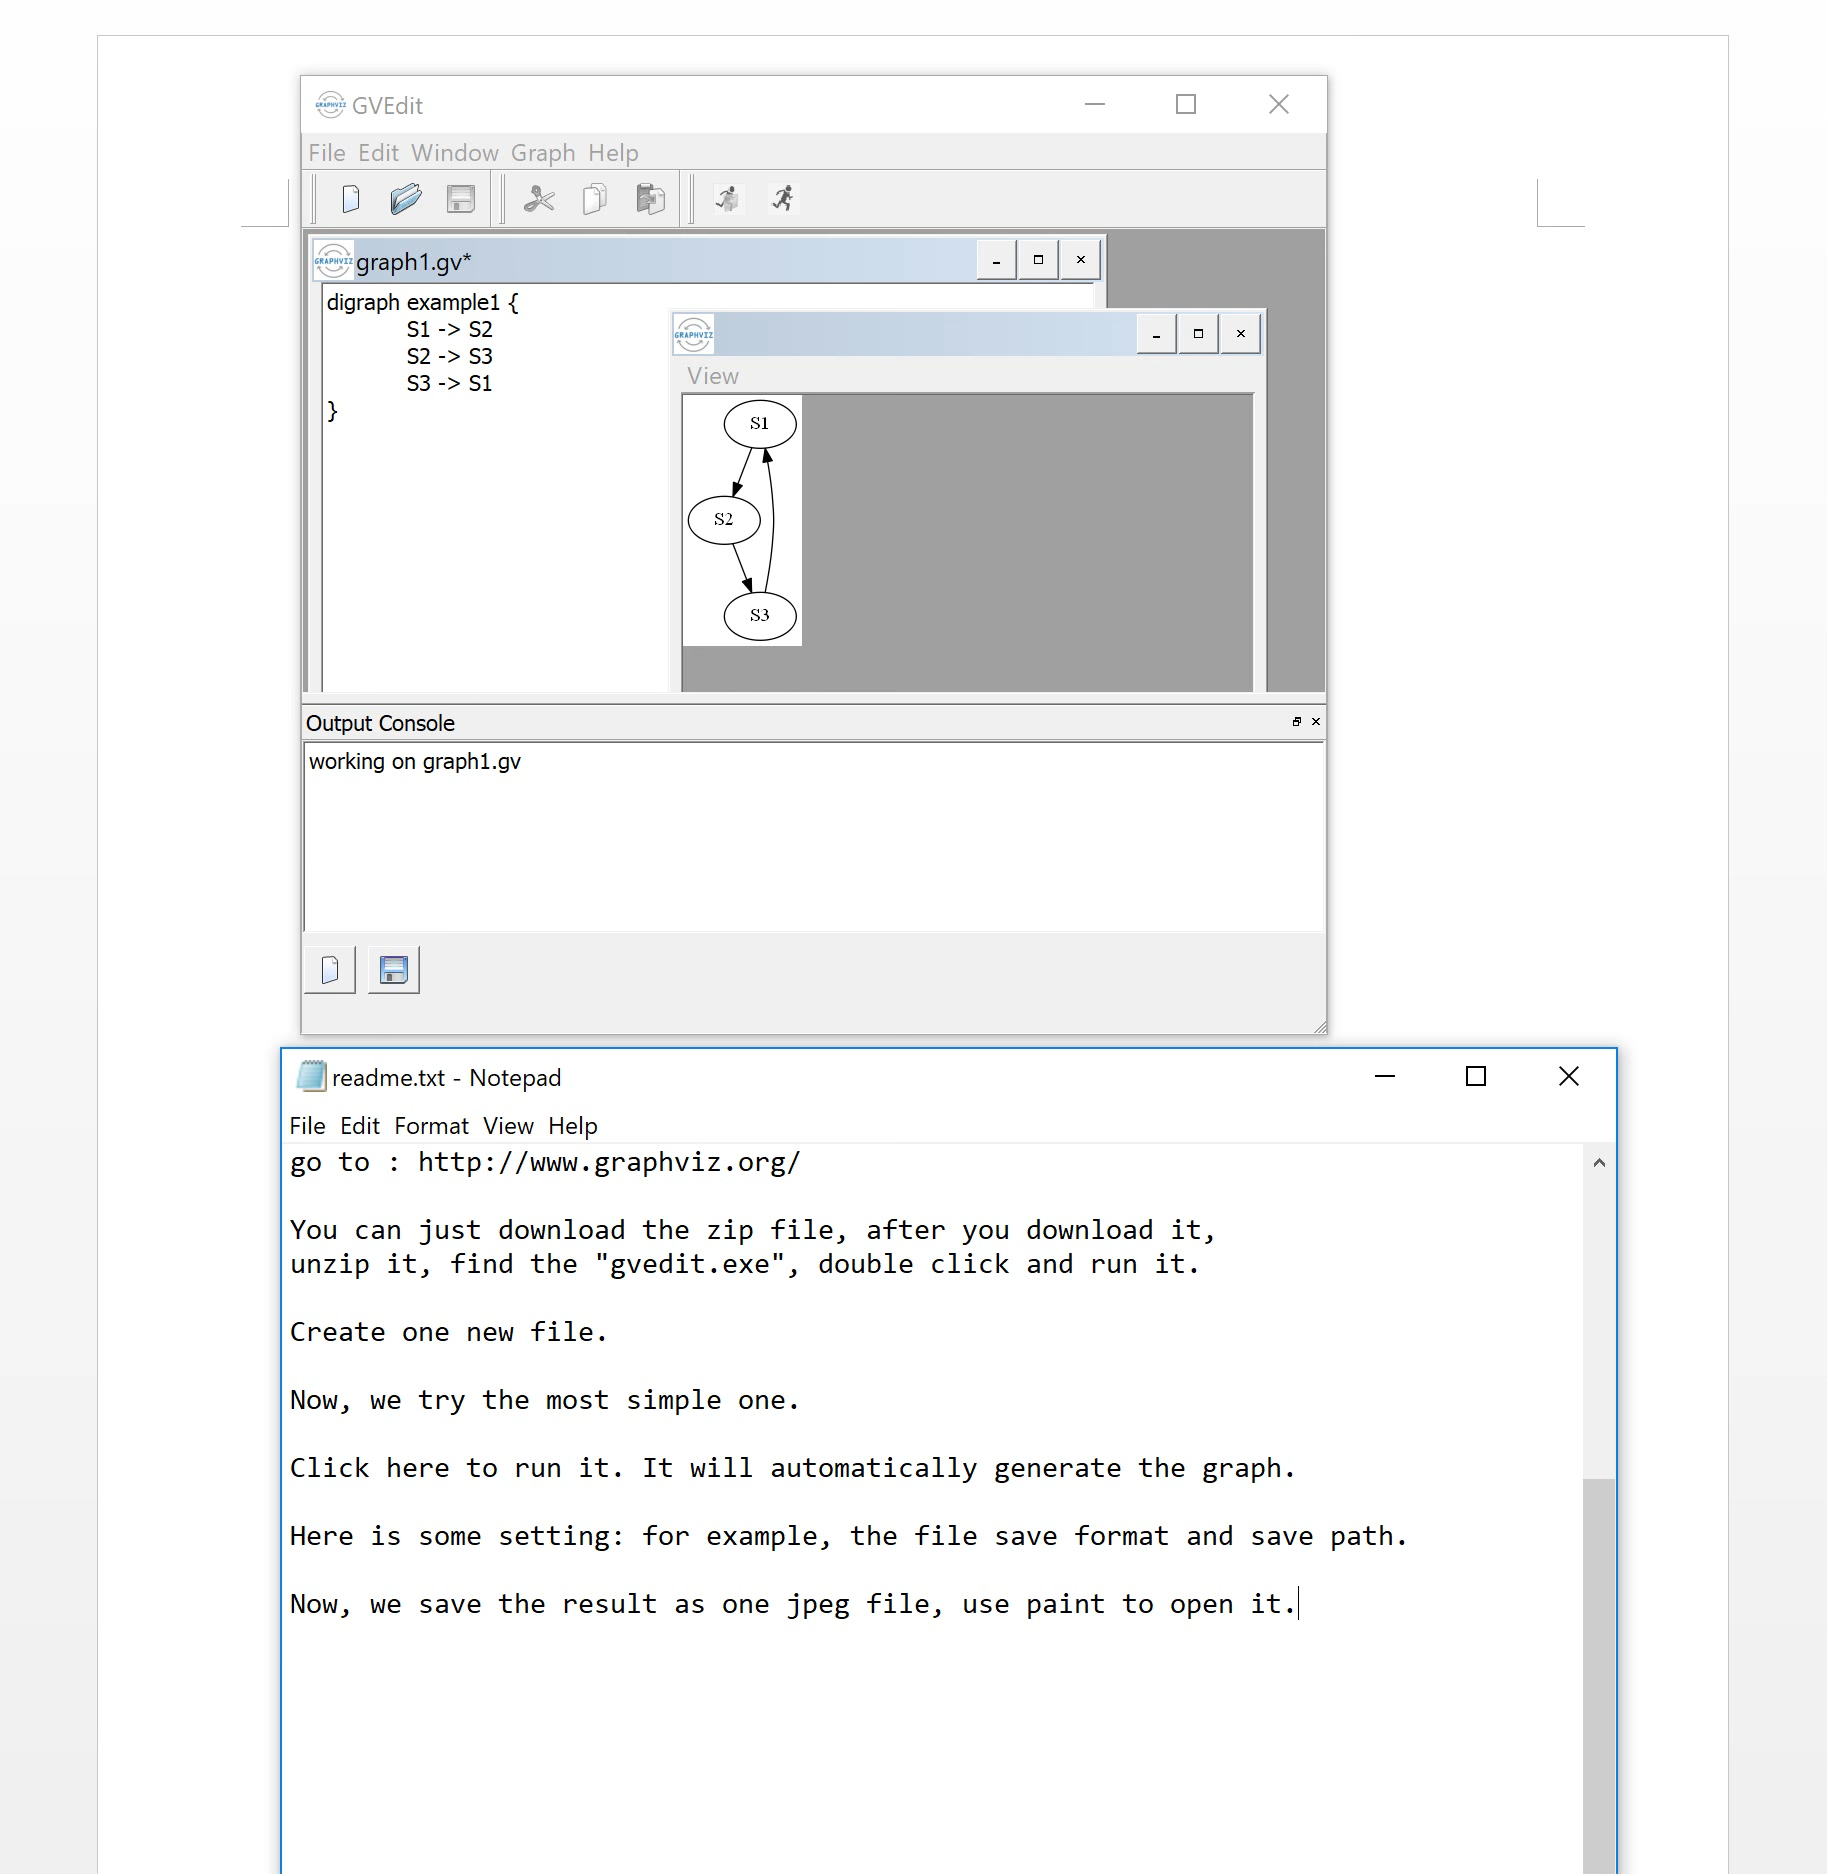 GRAPHVIZ GVEdit
File Edit Window Graph Help
GRAPHVIZ graph1.gv*
digraph example1 {
S1 -> S2
S2 -> S3
S3 -> S1
}
GRAPHVIZ
View
S1
S2
S3
Output Console
working on graph1.gv
readme.txt - Notepad
File Edit Format View Help
go to : http://www.graphviz.org/
You can just download the zip file, after you download it,
unzip it, find the "gvedit.exe", double click and run it.
Create one new file.
Now, we try the most simple one.
Click here to run it. It will automatically generate the graph.
Here is some setting: for example, the file save format and save path.
Now, we save the result as one jpeg file, use paint to open it.